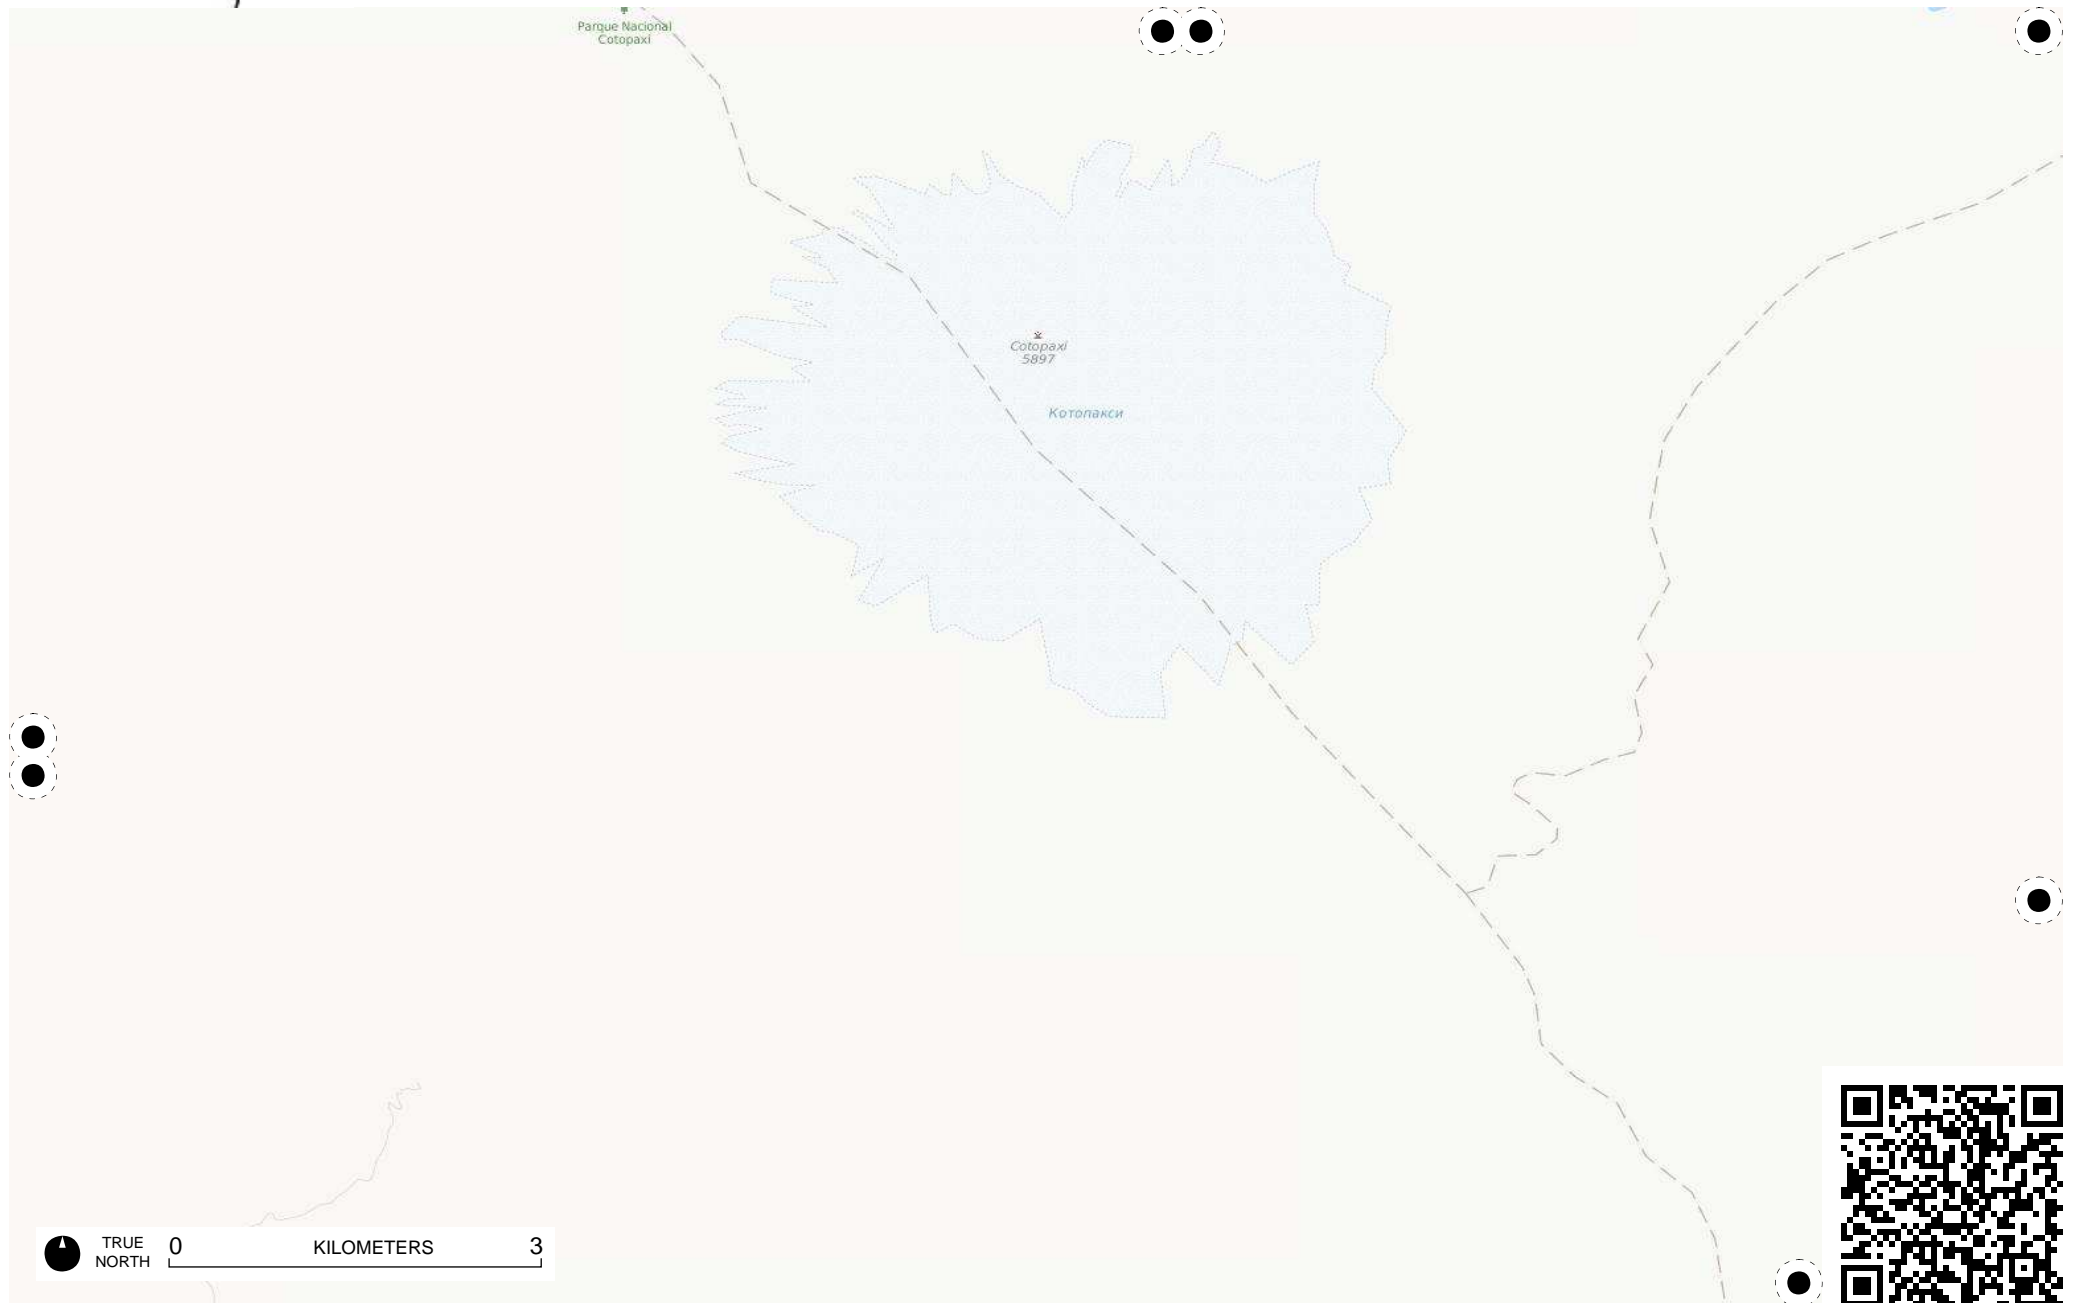 Parque Nacional
Cotopaxi
Cotopaxi
5897
Котопакси
TRUE
NORTH
0 KILOMETERS 3